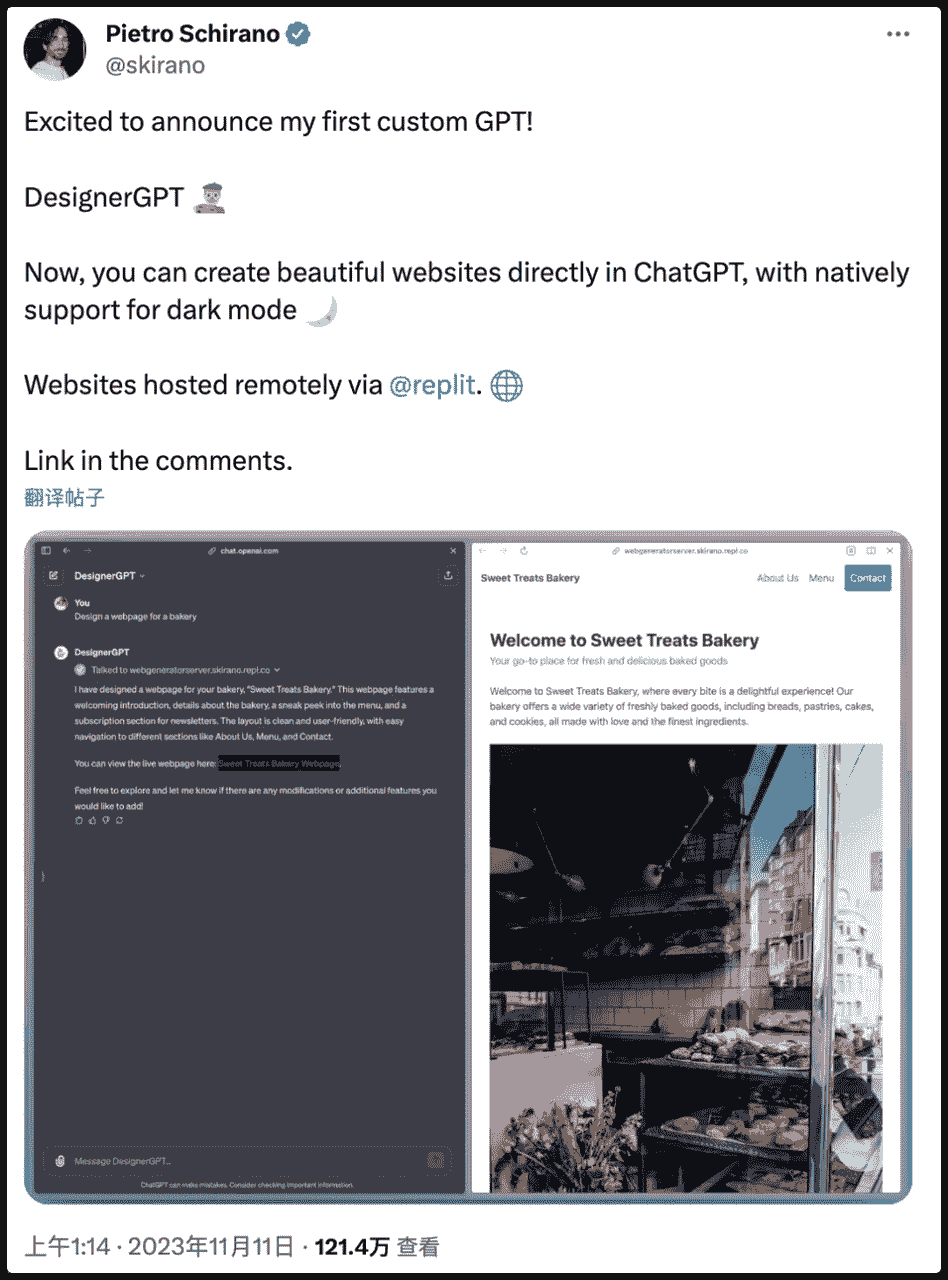 Pietro Schirano
@skirano
Excited to announce my first custom GPT!
DesignerGPT
Now, you can create beautiful websites directly in ChatGPT, with natively
support for dark mode
Websites hosted remotely via @replit.
Link in the comments.
翻译帖子
chat.openai.com
DesignerGPT
You
Design a webpage for a bakery
DesignerGPT
Talked to webgeneratorserver.skirano.repl.co
I have designed a webpage for your bakery, "Sweet Treats Bakery." This webpage features a
welcoming introduction, details about the bakery, a sneak peek into the menu, and a
subscription section for newsletters. The layout is clean and user-friendly, with easy
navigation to different sections like About Us, Menu, and Contact.
You can view the live webpage here: Sweet Treats Bakery Webpage.
Feel free to explore and let me know if there are any modifications or additional features you
would like to add!
Message DesignerGPT...
ChatGPT can make mistakes. Consider checking important information.
webgeneratorserver.skirano.repl.co
Sweet Treats Bakery
About Us Menu Contact
Welcome to Sweet Treats Bakery
Your go-to place for fresh and delicious baked goods
Welcome to Sweet Treats Bakery, where every bite is a delightful experience! Our
bakery offers a wide variety of freshly baked goods, including breads, pastries, cakes,
and cookies, all made with love and the finest ingredients.
上午1:14 · 2023年11月11日 · 121.4万 查看